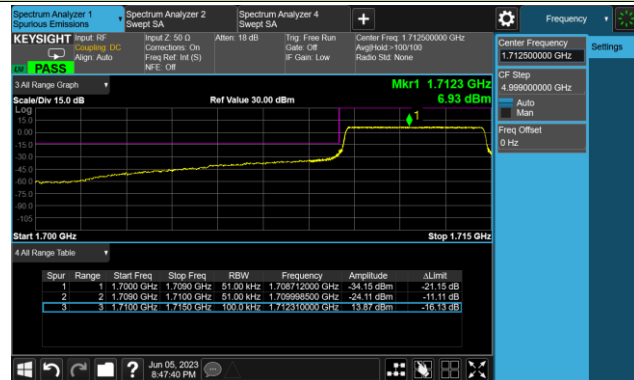 Spectrum Analyzer 1
Spurious Emissions
Spectrum Analyzer 2
Swept SA
Spectrum Analyzer 4
Swept SA
Frequency
KEYSIGHT
Input: RF
Coupling: DC
Align: Auto
Input Z: 50 Ω
Corrections: On
Freq Ref: Int (S)
NFE: Off
Atten: 18 dB
Trig: Free Run
Gate: Off
IF Gain: Low
Center Freq: 1.712500000 GHz
Avg|Hold:>100/100
Radio Std: None
PASS
Center Frequency
1.712500000 GHz
Settings
CF Step
4.999000000 GHz
Auto
Man
Freq Offset
0 Hz
3 All Range Graph
Mkr1 1.7123 GHz
Scale/Div 15.0 dB
Ref Value 30.00 dBm
6.93 dBm
Log
1
15.0
0.00
-15.0
-30.0
-45.0
-60.0
-75.0
-90.0
-105
Start 1.700 GHz
Stop 1.715 GHz
4 All Range Table
Spur Range Start Freq Stop Freq RBW Frequency Amplitude ΔLimit
1 1 1.7000 GHz 1.7090 GHz 51.00 kHz 1.708712000 GHz -34.15 dBm -21.15 dB
2 2 1.7090 GHz 1.7100 GHz 51.00 kHz 1.709998500 GHz -24.11 dBm -11.11 dB
3 3 1.7100 GHz 1.7150 GHz 100.0 kHz 1.712310000 GHz 13.87 dBm -16.13 dB
Jun 05, 2023
8:47:40 PM